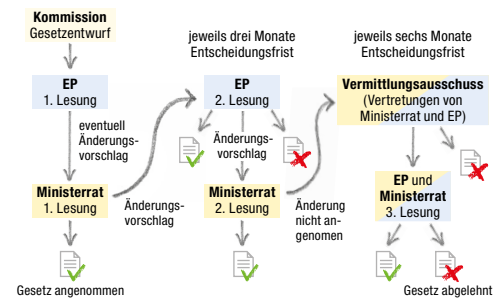 Kommission
Gesetzentwurf
EP
1. Lesung
eventuell
Änderungs-
vorschlag
Ministerrat
1. Lesung
Gesetz angenommen
Änderungs-
vorschlag
jeweils drei Monate
Entscheidungsfrist
EP
2. Lesung
Änderungs-
vorschlag
Ministerrat
2. Lesung
Änderung
nicht an-
genommen
jeweils sechs Monate
Entscheidungsfrist
Vermittlungsausschuss
(Vertretungen von
Ministerrat und EP)
EP und
Ministerrat
3. Lesung
Gesetz abgelehnt